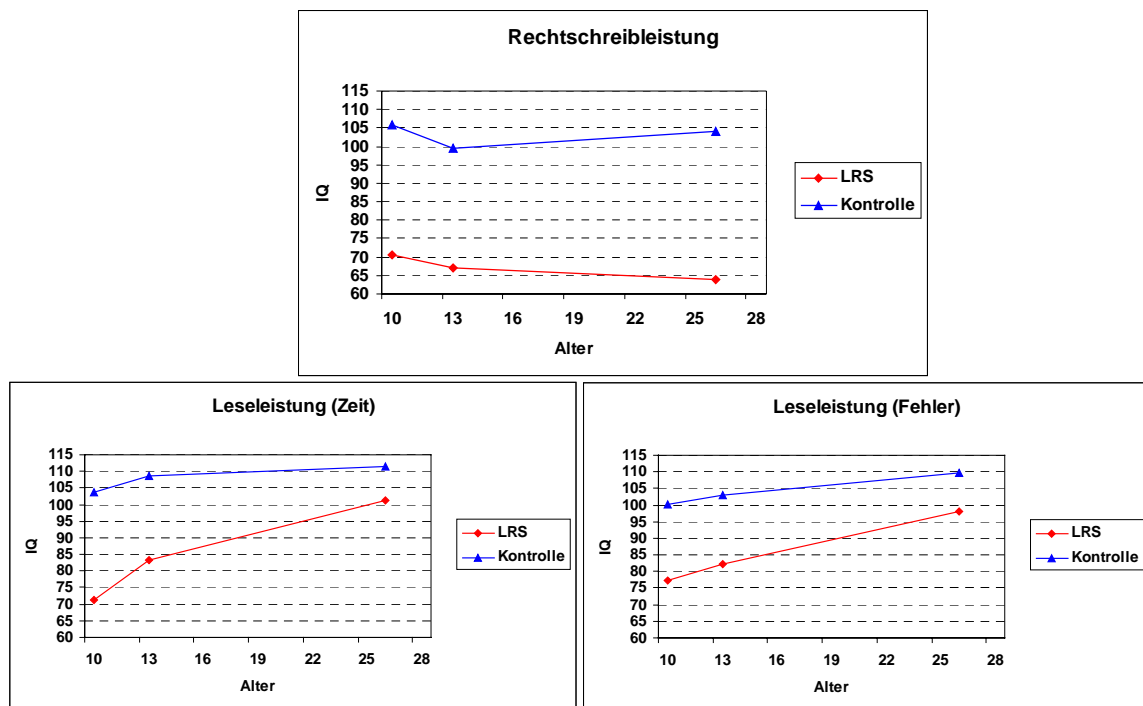 Rechtschreibleistung
115
110
105
100
95
90
85
80
75
70
65
60
IQ
10 13 16 19 22 25 28
Alter
LRS
Kontrolle
Leseleistung (Zeit)
115
110
105
100
95
90
85
80
75
70
65
60
IQ
10 13 16 19 22 25 28
Alter
LRS
Kontrolle
Leseleistung (Fehler)
115
110
105
100
95
90
85
80
75
70
65
60
IQ
10 13 16 19 22 25 28
Alter
LRS
Kontrolle